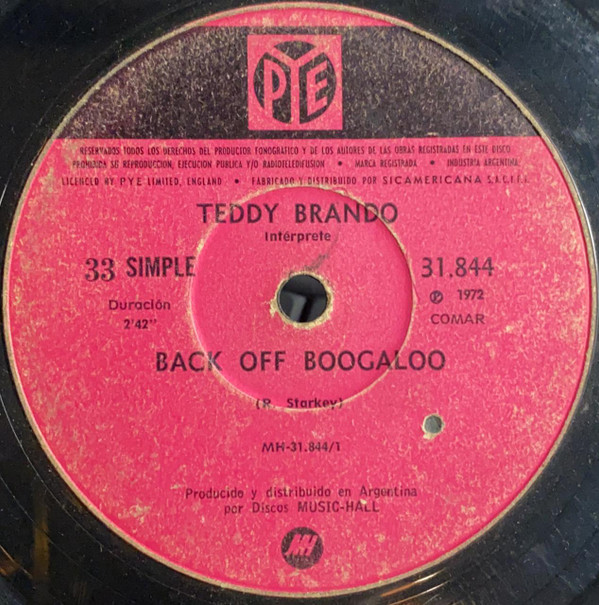 PYE
RESERVADOS TODOS LOS DERECHOS DEL PRODUCTOR FONOGRAFICO Y DE LOS AUTORES DE LAS OBRAS REGISTRADAS EN ESTE DISCO
PROHIBIDA SU REPRODUCCION, EJECUCION PUBLICA Y/O RADIOTELEDIFUSION • MARCA REGISTRADA • INDUSTRIA ARGENTINA
LICENCED by PYE LIMITED, ENGLAND • FABRICADO Y DISTRIBUIDO POR SICAMERICANA S.I.C.I.F.I.
TEDDY BRANDO
Intérprete
33 SIMPLE
31.844
Duración
2'42"
℗ 1972
COMAR
BACK OFF BOOGALOO
(R. Starkey)
MH-31.844/1
Producido y distribuido en Argentina
por Discos MUSIC-HALL
MH